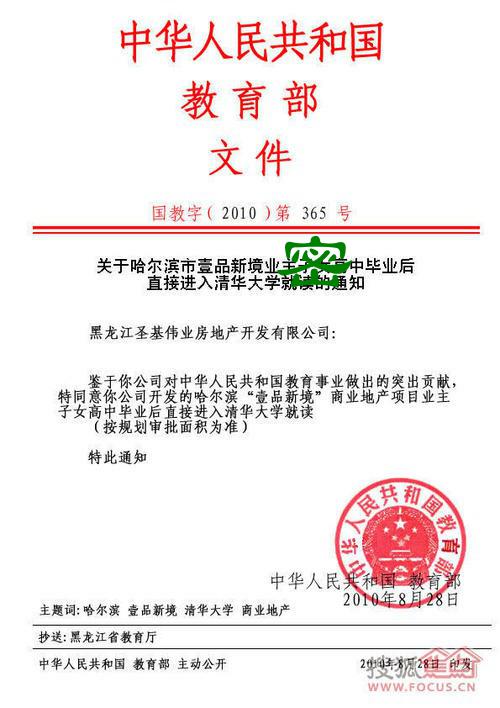 中华人民共和国
教育部
文件
国教字(2010)第 365 号
关于哈尔滨市壹品新境业主子女高中毕业后
密
直接进入清华大学就读的通知
黑龙江圣基伟业房地产开发有限公司:
鉴于你公司对中华人民共和国教育事业做出的突出贡献,
特同意你公司开发的哈尔滨“壹品新境”商业地产项目业主
子女高中毕业后直接进入清华大学就读
(按规划审批面积为准)
特此通知
中华人民共和国教育部
中华人民共和国 教育部
2010年8月28日
主题词:哈尔滨 壹品新境 清华大学 商业地产
抄送:黑龙江省教育厅
中华人民共和国 教育部 主动公开 2010年8月28日 印发
搜狐焦点
WWW.FOCUS.CN